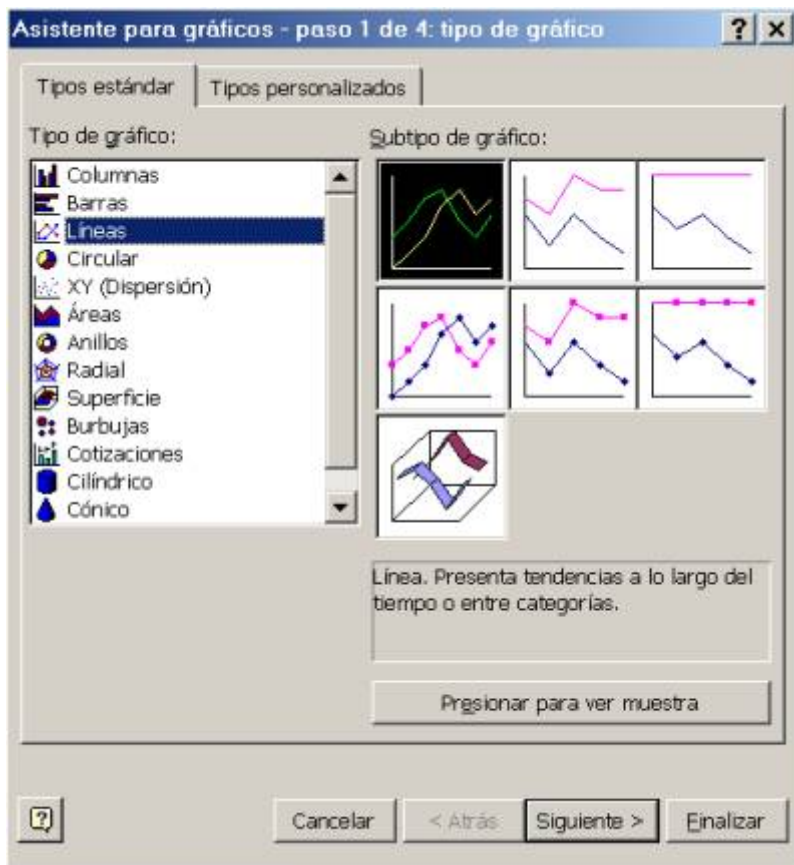 Asistente para gráficos - paso 1 de 4: tipo de gráfico
Tipos estándar
Tipos personalizados
Tipo de gráfico:
Columnas
Barras
Líneas
Circular
XY (Dispersión)
Áreas
Anillos
Radial
Superficie
Burbujas
Cotizaciones
Cilíndrico
Cónico
Subtipo de gráfico:
Línea. Presenta tendencias a lo largo del
tiempo o entre categorías.
Presionar para ver muestra
Cancelar
< Atrás
Siguiente >
Finalizar